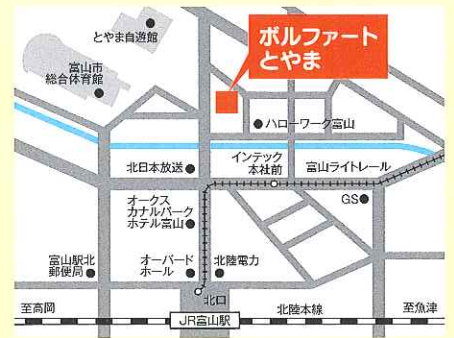 とやま自遊館
ボルファート
とやま
富山市
総合体育館
ハローワーク富山
北日本放送
インテック
本社前
富山ライトレール
オークス
カナルパーク
ホテル富山
GS
富山駅北
郵便局
オーバード
ホール
北陸電力
北口
至高岡
北陸本線
至魚津
JR富山駅